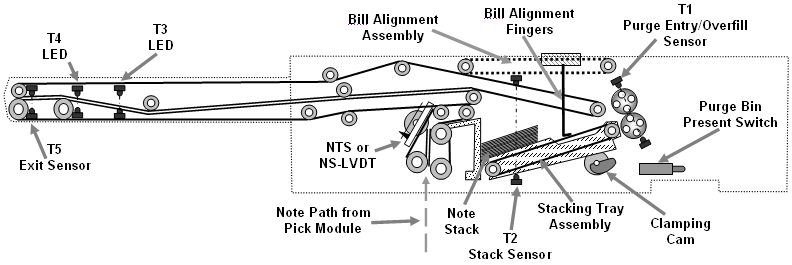 T4
LED
T3
LED
Bill Alignment
Assembly
Bill Alignment
Fingers
T1
Purge Entry/Overfill
Sensor
Purge Bin
Present Switch
T5
Exit Sensor
NTS or
NS-LVDT
Note Path from
Pick Module
Note
Stack
T2
Stack Sensor
Stacking Tray
Assembly
Clamping
Cam